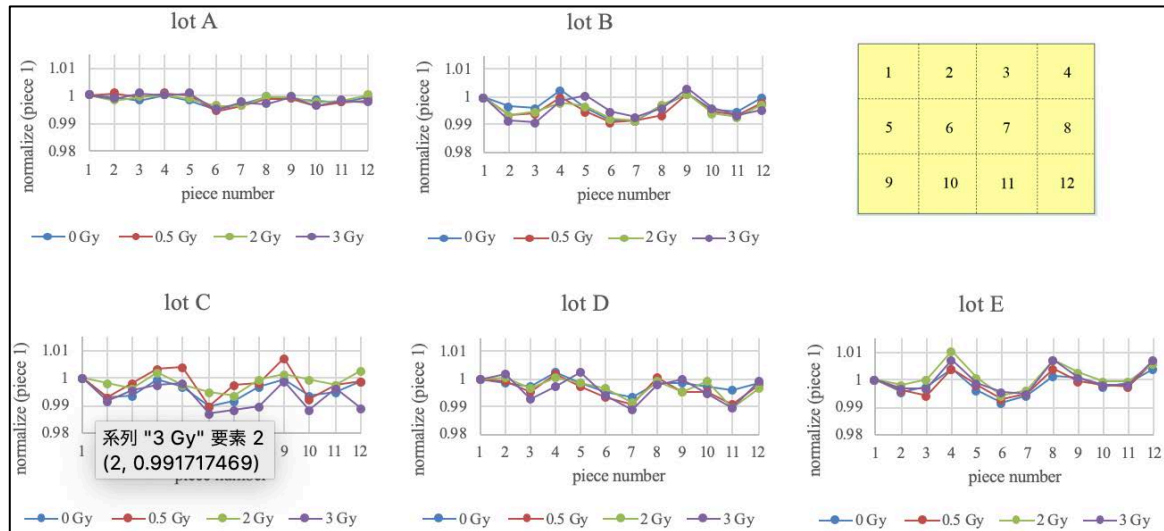 lot A
normalize (piece 1)
1.01
1
0.99
0.98
1 2 3 4 5 6 7 8 9 10 11 12
piece number
0 Gy 0.5 Gy 2 Gy 3 Gy
lot B
normalize (piece 1)
1.01
1
0.99
0.98
1 2 3 4 5 6 7 8 9 10 11 12
piece number
0 Gy 0.5 Gy 2 Gy 3 Gy
1 2 3 4
5 6 7 8
9 10 11 12
lot C
normalize (piece 1)
1.01
1
0.99
0.98
1 6 7 8 9 10 11 12
系列 "3 Gy" 要素 2
(2, 0.991717469)
number
0 Gy 0.5 Gy 2 Gy 3 Gy
lot D
normalize (piece 1)
1.01
1
0.99
0.98
1 2 3 4 5 6 7 8 9 10 11 12
piece number
0 Gy 0.5 Gy 2 Gy 3 Gy
lot E
normalize (piece 1)
1.01
1
0.99
0.98
1 2 3 4 5 6 7 8 9 10 11 12
piece number
0 Gy 0.5 Gy 2 Gy 3 Gy